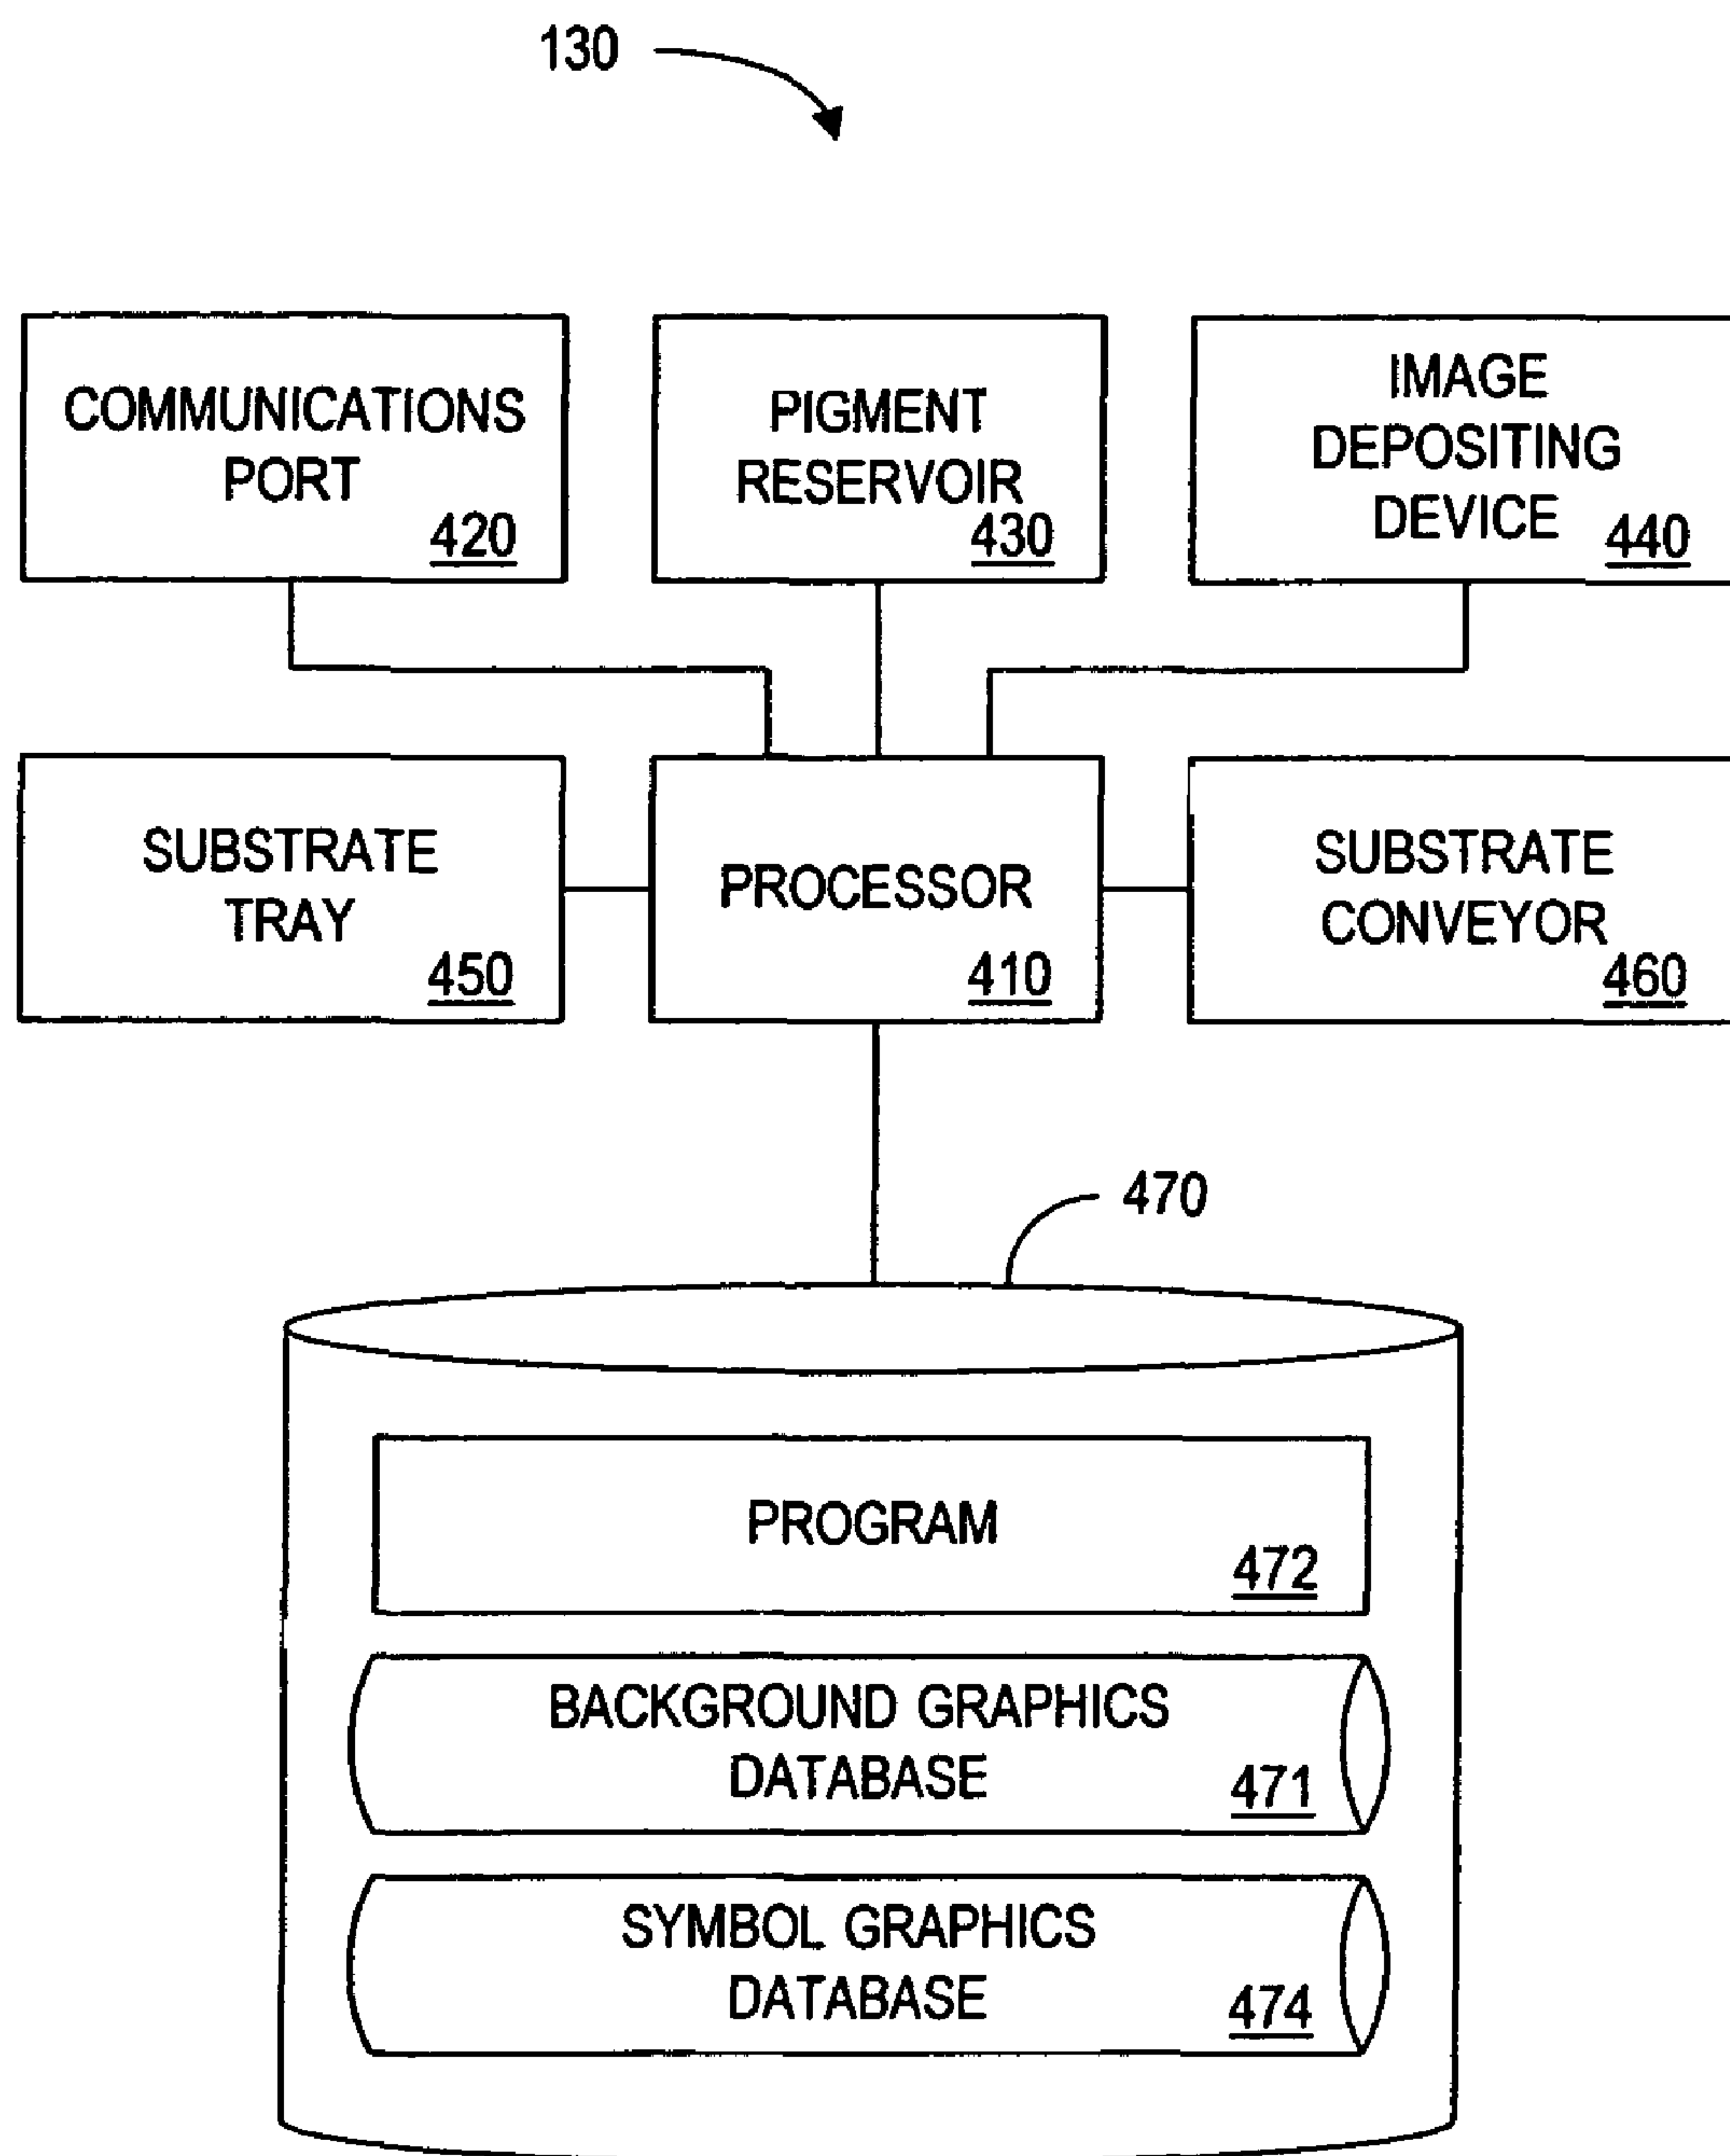 130
COMMUNICATIONS
PORT
420
PIGMENT
RESERVOIR
430
IMAGE
DEPOSITING
DEVICE
440
SUBSTRATE
TRAY
450
PROCESSOR
410
SUBSTRATE
CONVEYOR
460
470
PROGRAM
472
BACKGROUND GRAPHICS
DATABASE
471
SYMBOL GRAPHICS
DATABASE
474